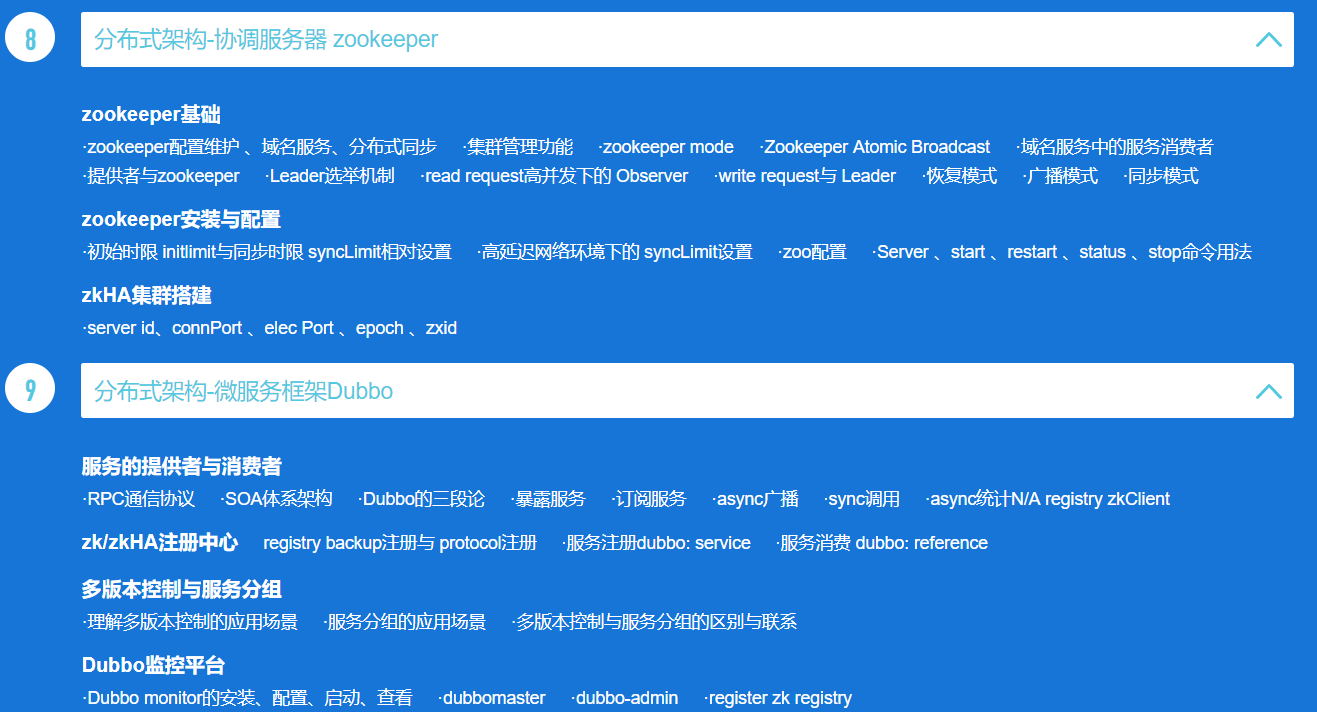 8
分布式架构-协调服务器 zookeeper
zookeeper基础
·zookeeper配置维护 、域名服务、分布式同步 ·集群管理功能 ·zookeeper mode ·Zookeeper Atomic Broadcast ·域名服务中的服务消费者
·提供者与zookeeper ·Leader选举机制 ·read request高并发下的 Observer ·write request与 Leader ·恢复模式 ·广播模式 ·同步模式
zookeeper安装与配置
·初始时限 initlimit与同步时限 syncLimit相对设置 ·高延迟网络环境下的 syncLImit设置 ·zoo配置 ·Server 、start 、restart 、status 、stop命令用法
zkHA集群搭建
·server id、connPort 、elec Port 、epoch 、zxid
9
分布式架构-微服务框架Dubbo
服务的提供者与消费者
·RPC通信协议 ·SOA体系架构 ·Dubbo的三段论 ·暴露服务 ·订阅服务 ·async广播 ·sync调用 ·async统计N/A registry zkClient
zk/zkHA注册中心 registry backup注册与 protocol注册 ·服务注册dubbo: service ·服务消费 dubbo: reference
多版本控制与服务分组
·理解多版本控制的应用场景 ·服务分组的应用场景 ·多版本控制与服务分组的区别与联系
Dubbo监控平台
·Dubbo monitor的安装、配置、启动、查看 ·dubbomaster ·dubbo-admin ·register zk registry